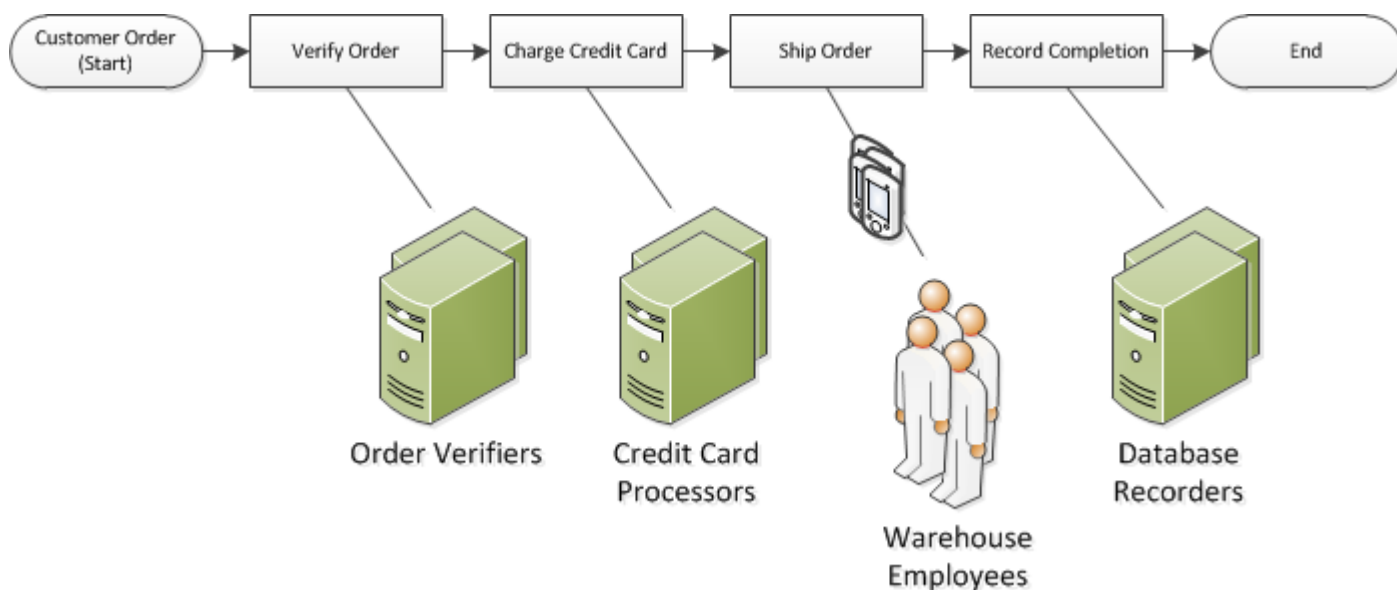 Customer Order
(Start)
Verify Order
Charge Credit Card
Ship Order
Record Completion
End
Order Verifiers
Credit Card
Processors
Warehouse
Employees
Database
Recorders